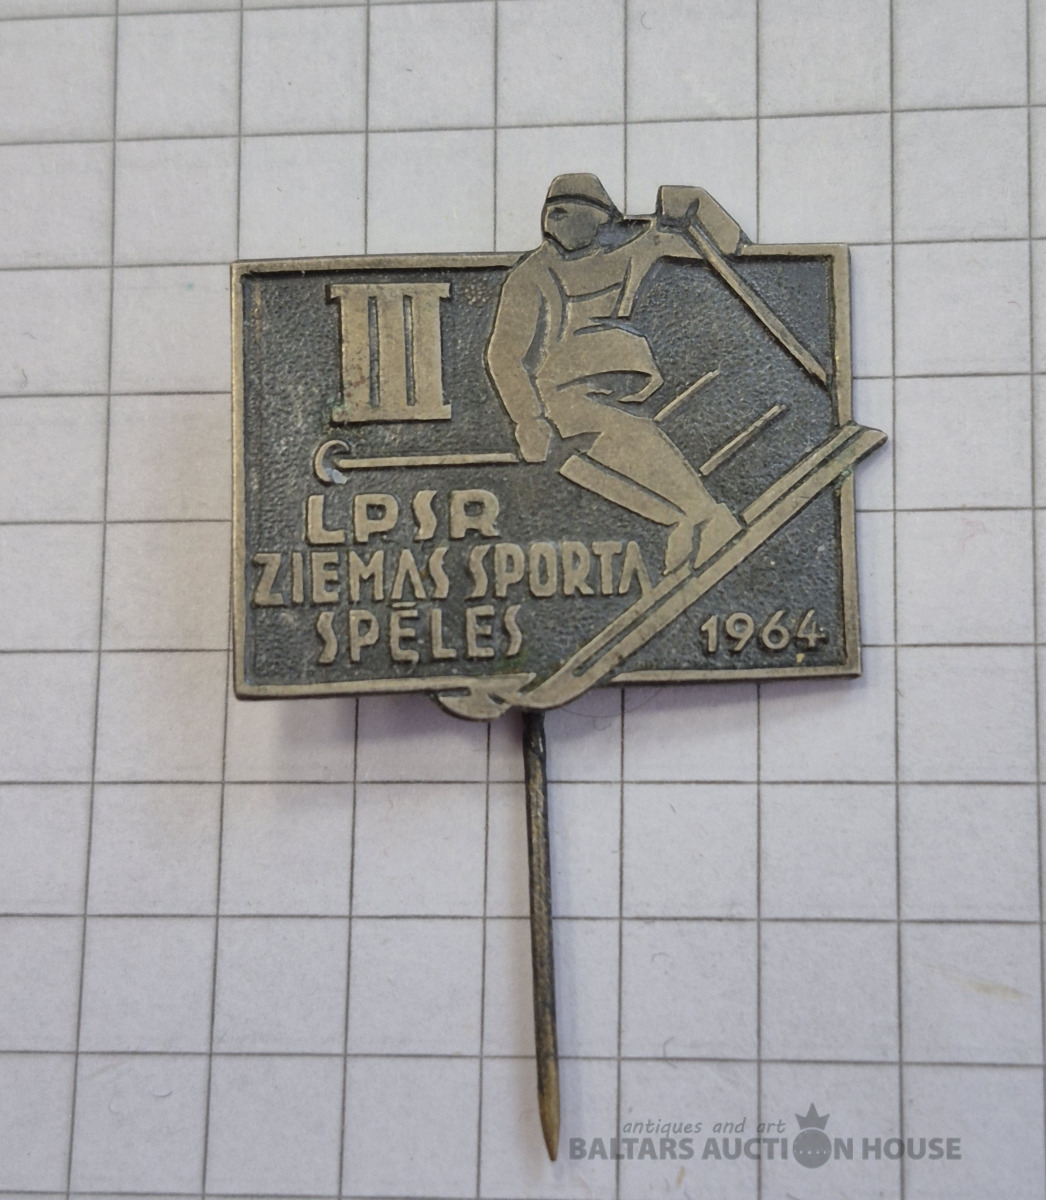 III
LPSR
ZIEMAS SPORTA
SPĒLES
1964
antiques and art
BALTARS AUCTION HOUSE